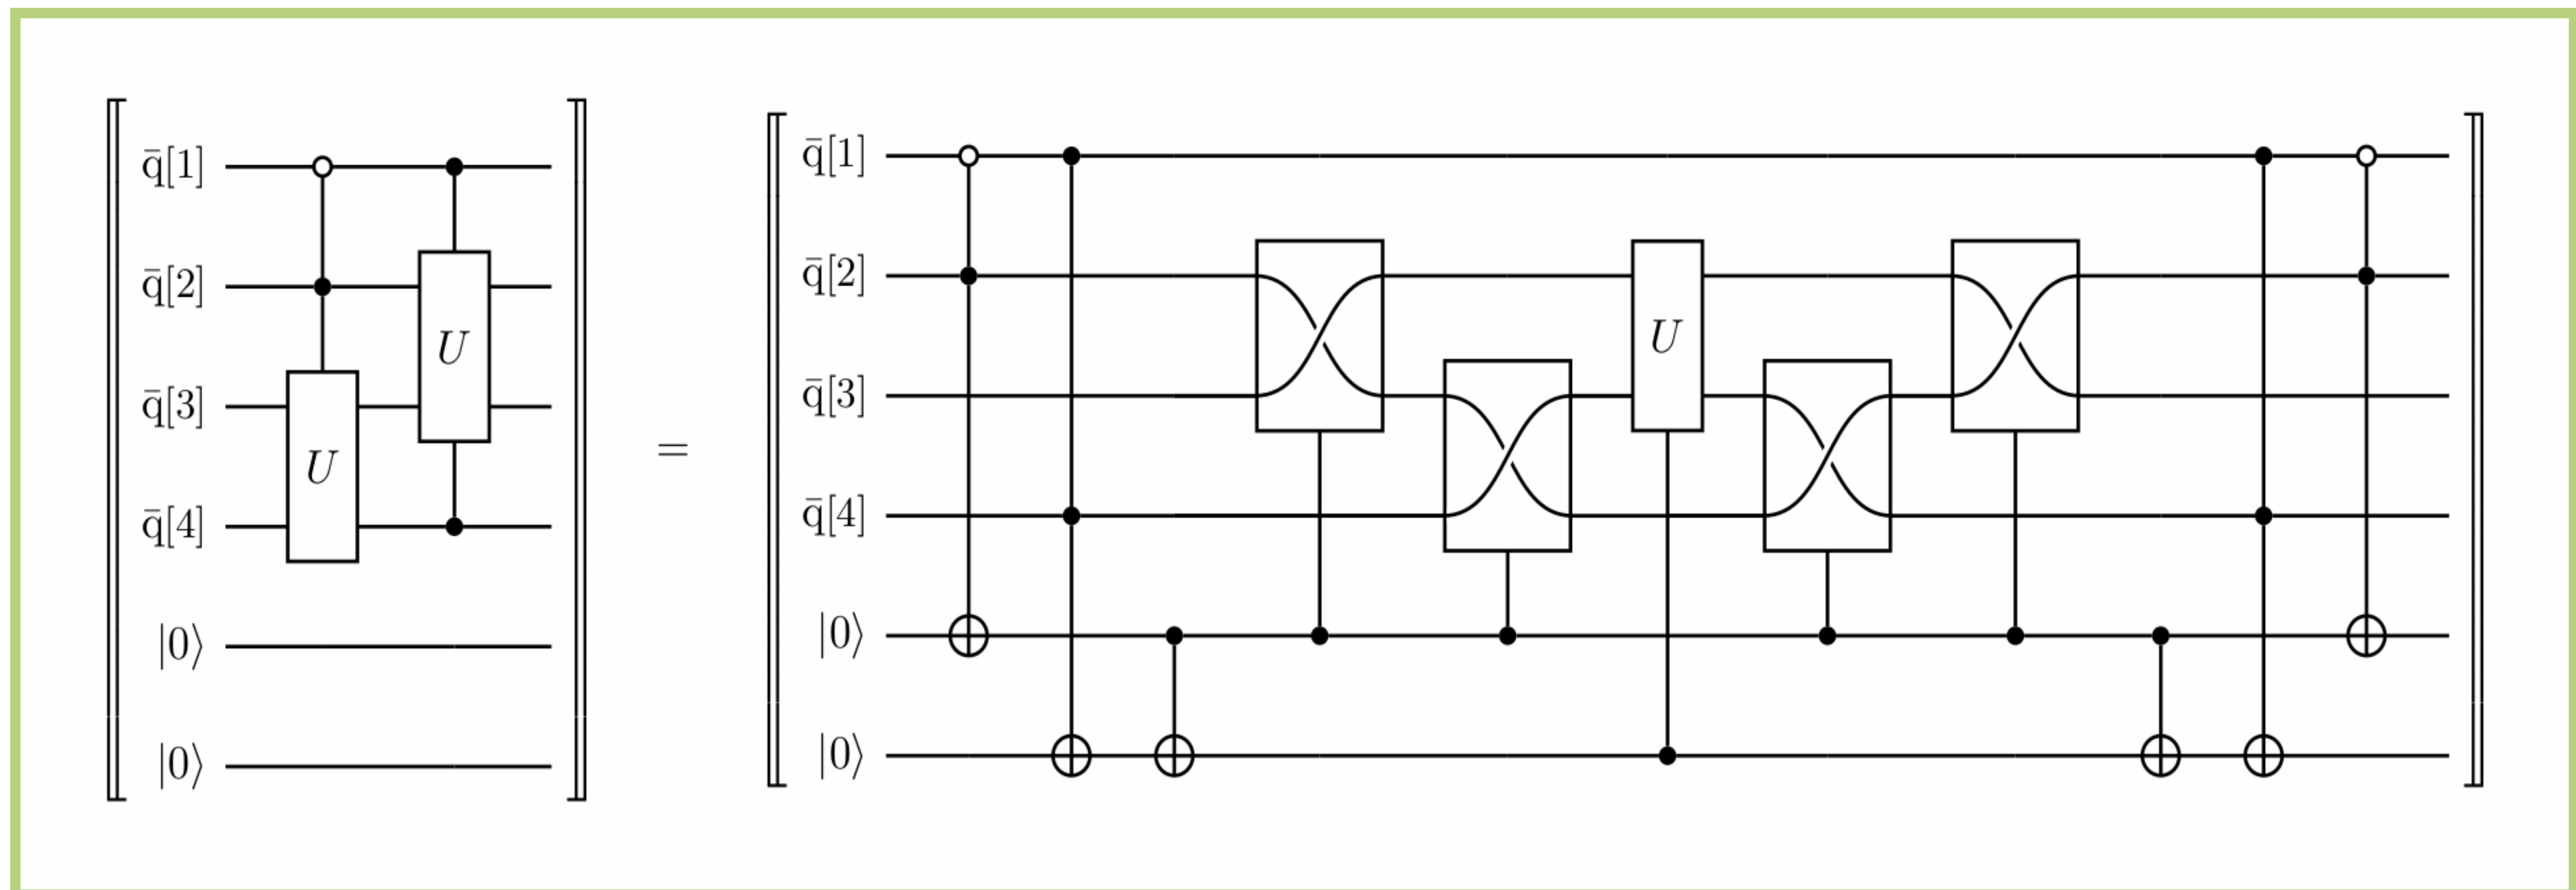 q̄[1]
q̄[2]
q̄[3]
q̄[4]
|0⟩
|0⟩
U
U
=
q̄[1]
q̄[2]
q̄[3]
q̄[4]
|0⟩
|0⟩
U